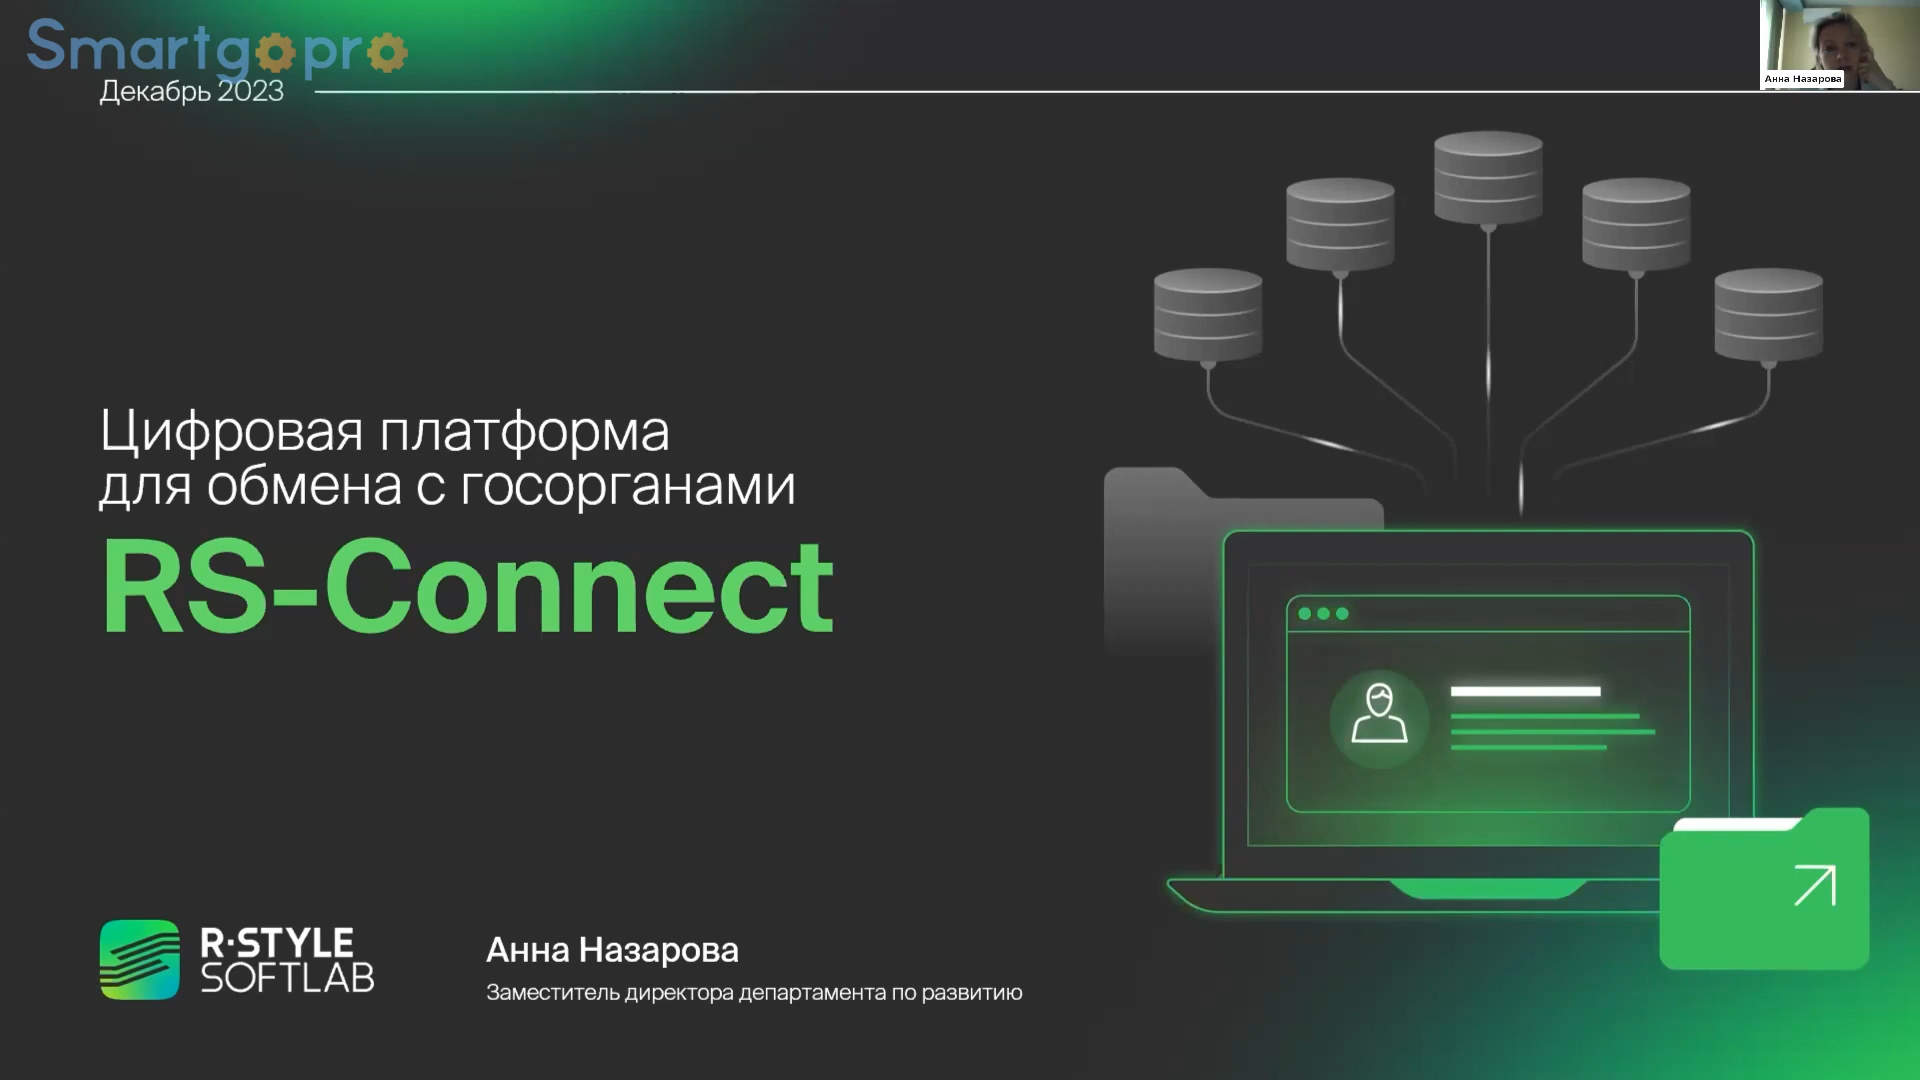 Smartgopro
Декабрь 2023
Анна Назарова
Цифровая платформа
для обмена с госорганами
RS-Connect
R·STYLE
SOFTLAB
Анна Назарова
Заместитель директора департамента по развитию